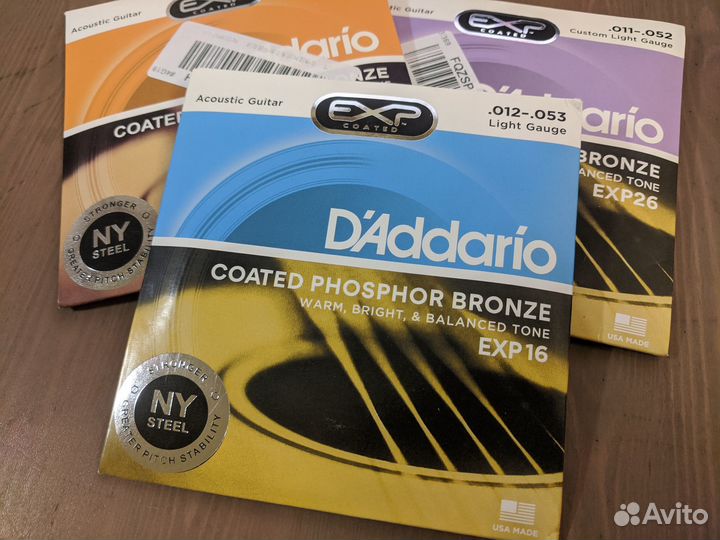 Acoustic Guitar
D'Addario
BRONZE
COATED
STRONGER
NY
STEEL
GREATER PITCH STABILITY
EXP
COATED
.011-.052
Custom Light Gauge
D'Addario
BRONZE
BALANCED TONE
EXP26
USA MADE
Acoustic Guitar
EXP
COATED
.012-.053
Light Gauge
D'Addario
COATED PHOSPHOR BRONZE
WARM, BRIGHT, & BALANCED TONE
EXP16
STRONGER
NY
STEEL
GREATER PITCH STABILITY
USA MADE
Avito